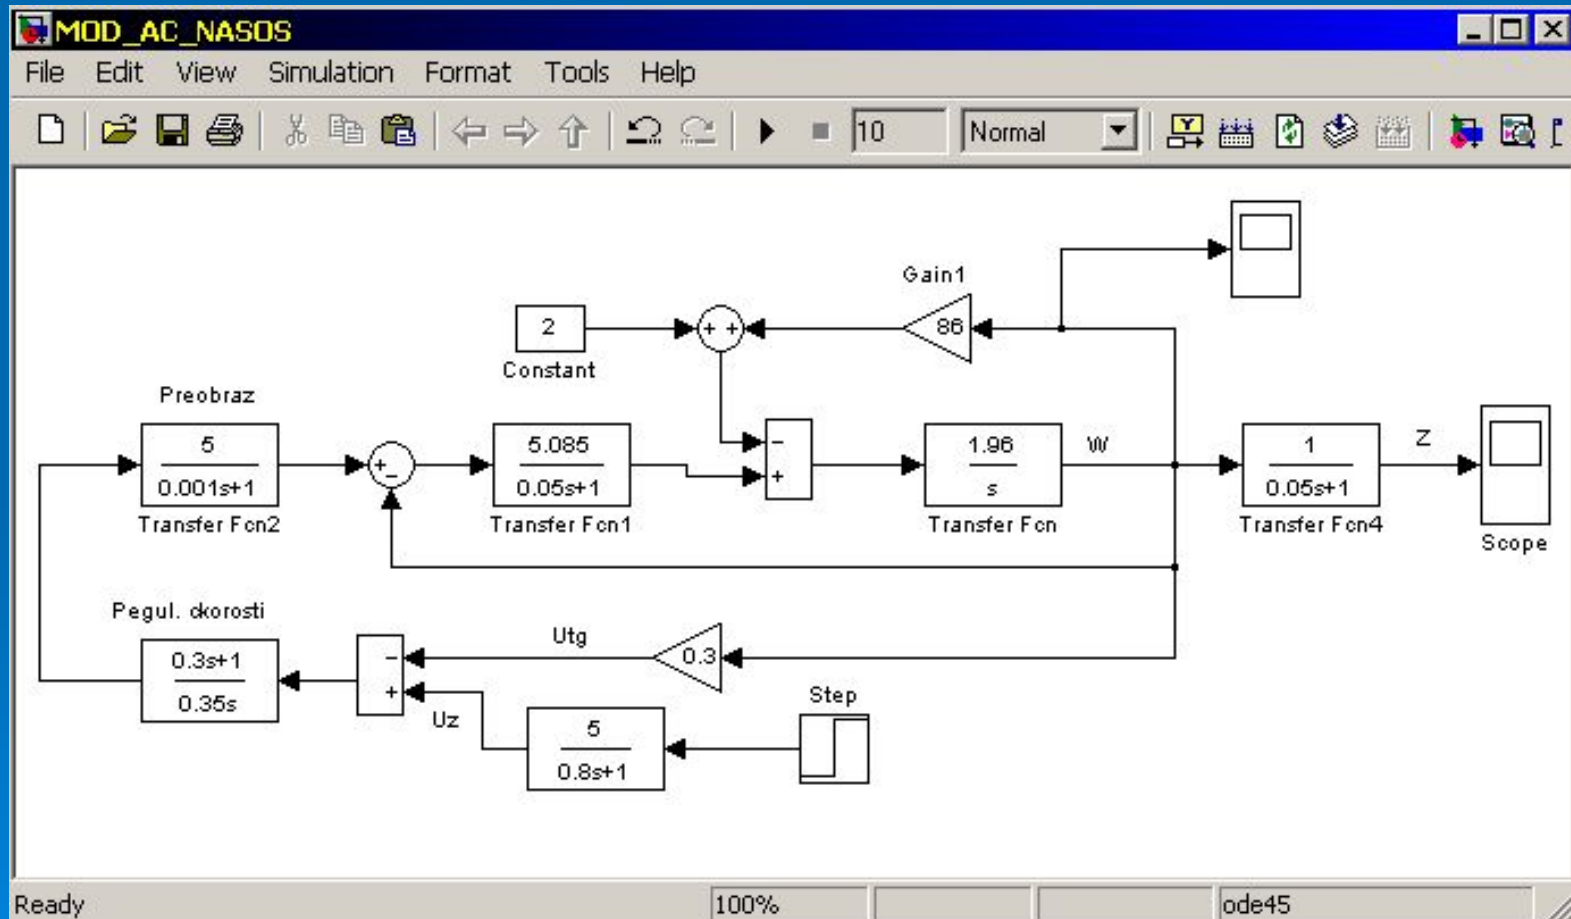 MOD_AC_NASOS
File Edit View Simulation Format Tools Help
10 Normal
Gain1
86
2
Constant
+ +
Preobraz
5
0.001s+1
Transfer Fcn2
+
-
5.085
0.05s+1
Transfer Fcn1
-
+
1.96
s
Transfer Fcn
W
1
0.05s+1
Transfer Fcn4
Z
Scope
Pegul. ckorosti
0.3s+1
0.35s
-
+
Utg
0.3
Uz
5
0.8s+1
Step
Ready 100% ode45